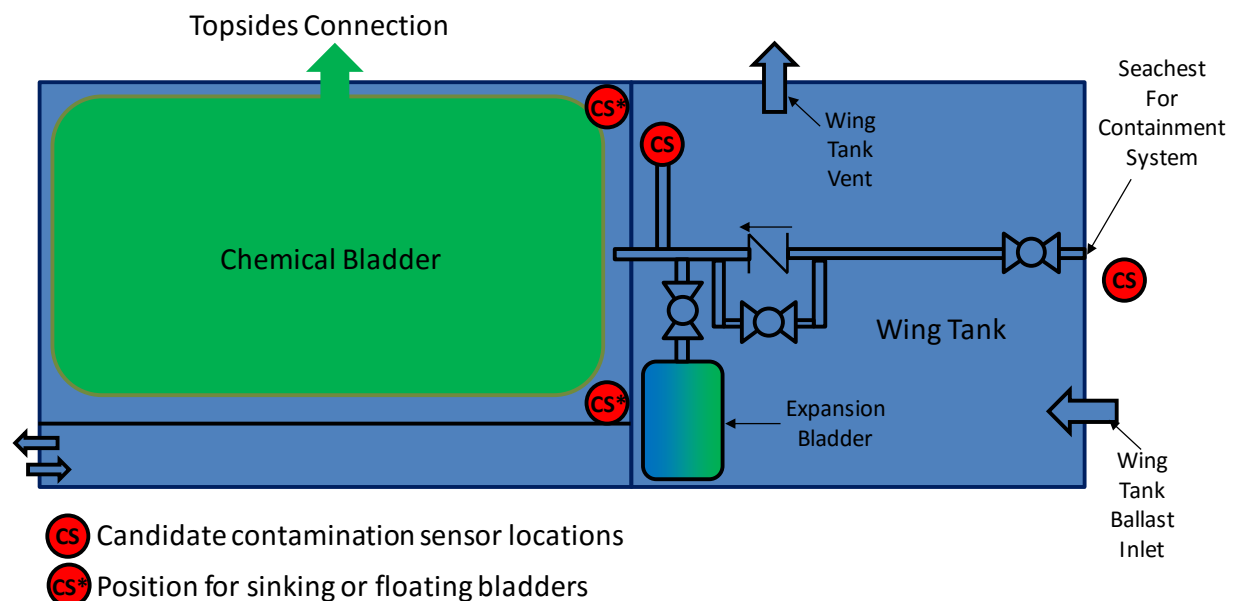 Topsides Connection
CS*
CS
Wing
Tank
Vent
Seachest
For
Containment
System
Chemical Bladder
CS
Wing Tank
CS*
Expansion
Bladder
Wing
Tank
Ballast
Inlet
CS Candidate contamination sensor locations
CS* Position for sinking or floating bladders